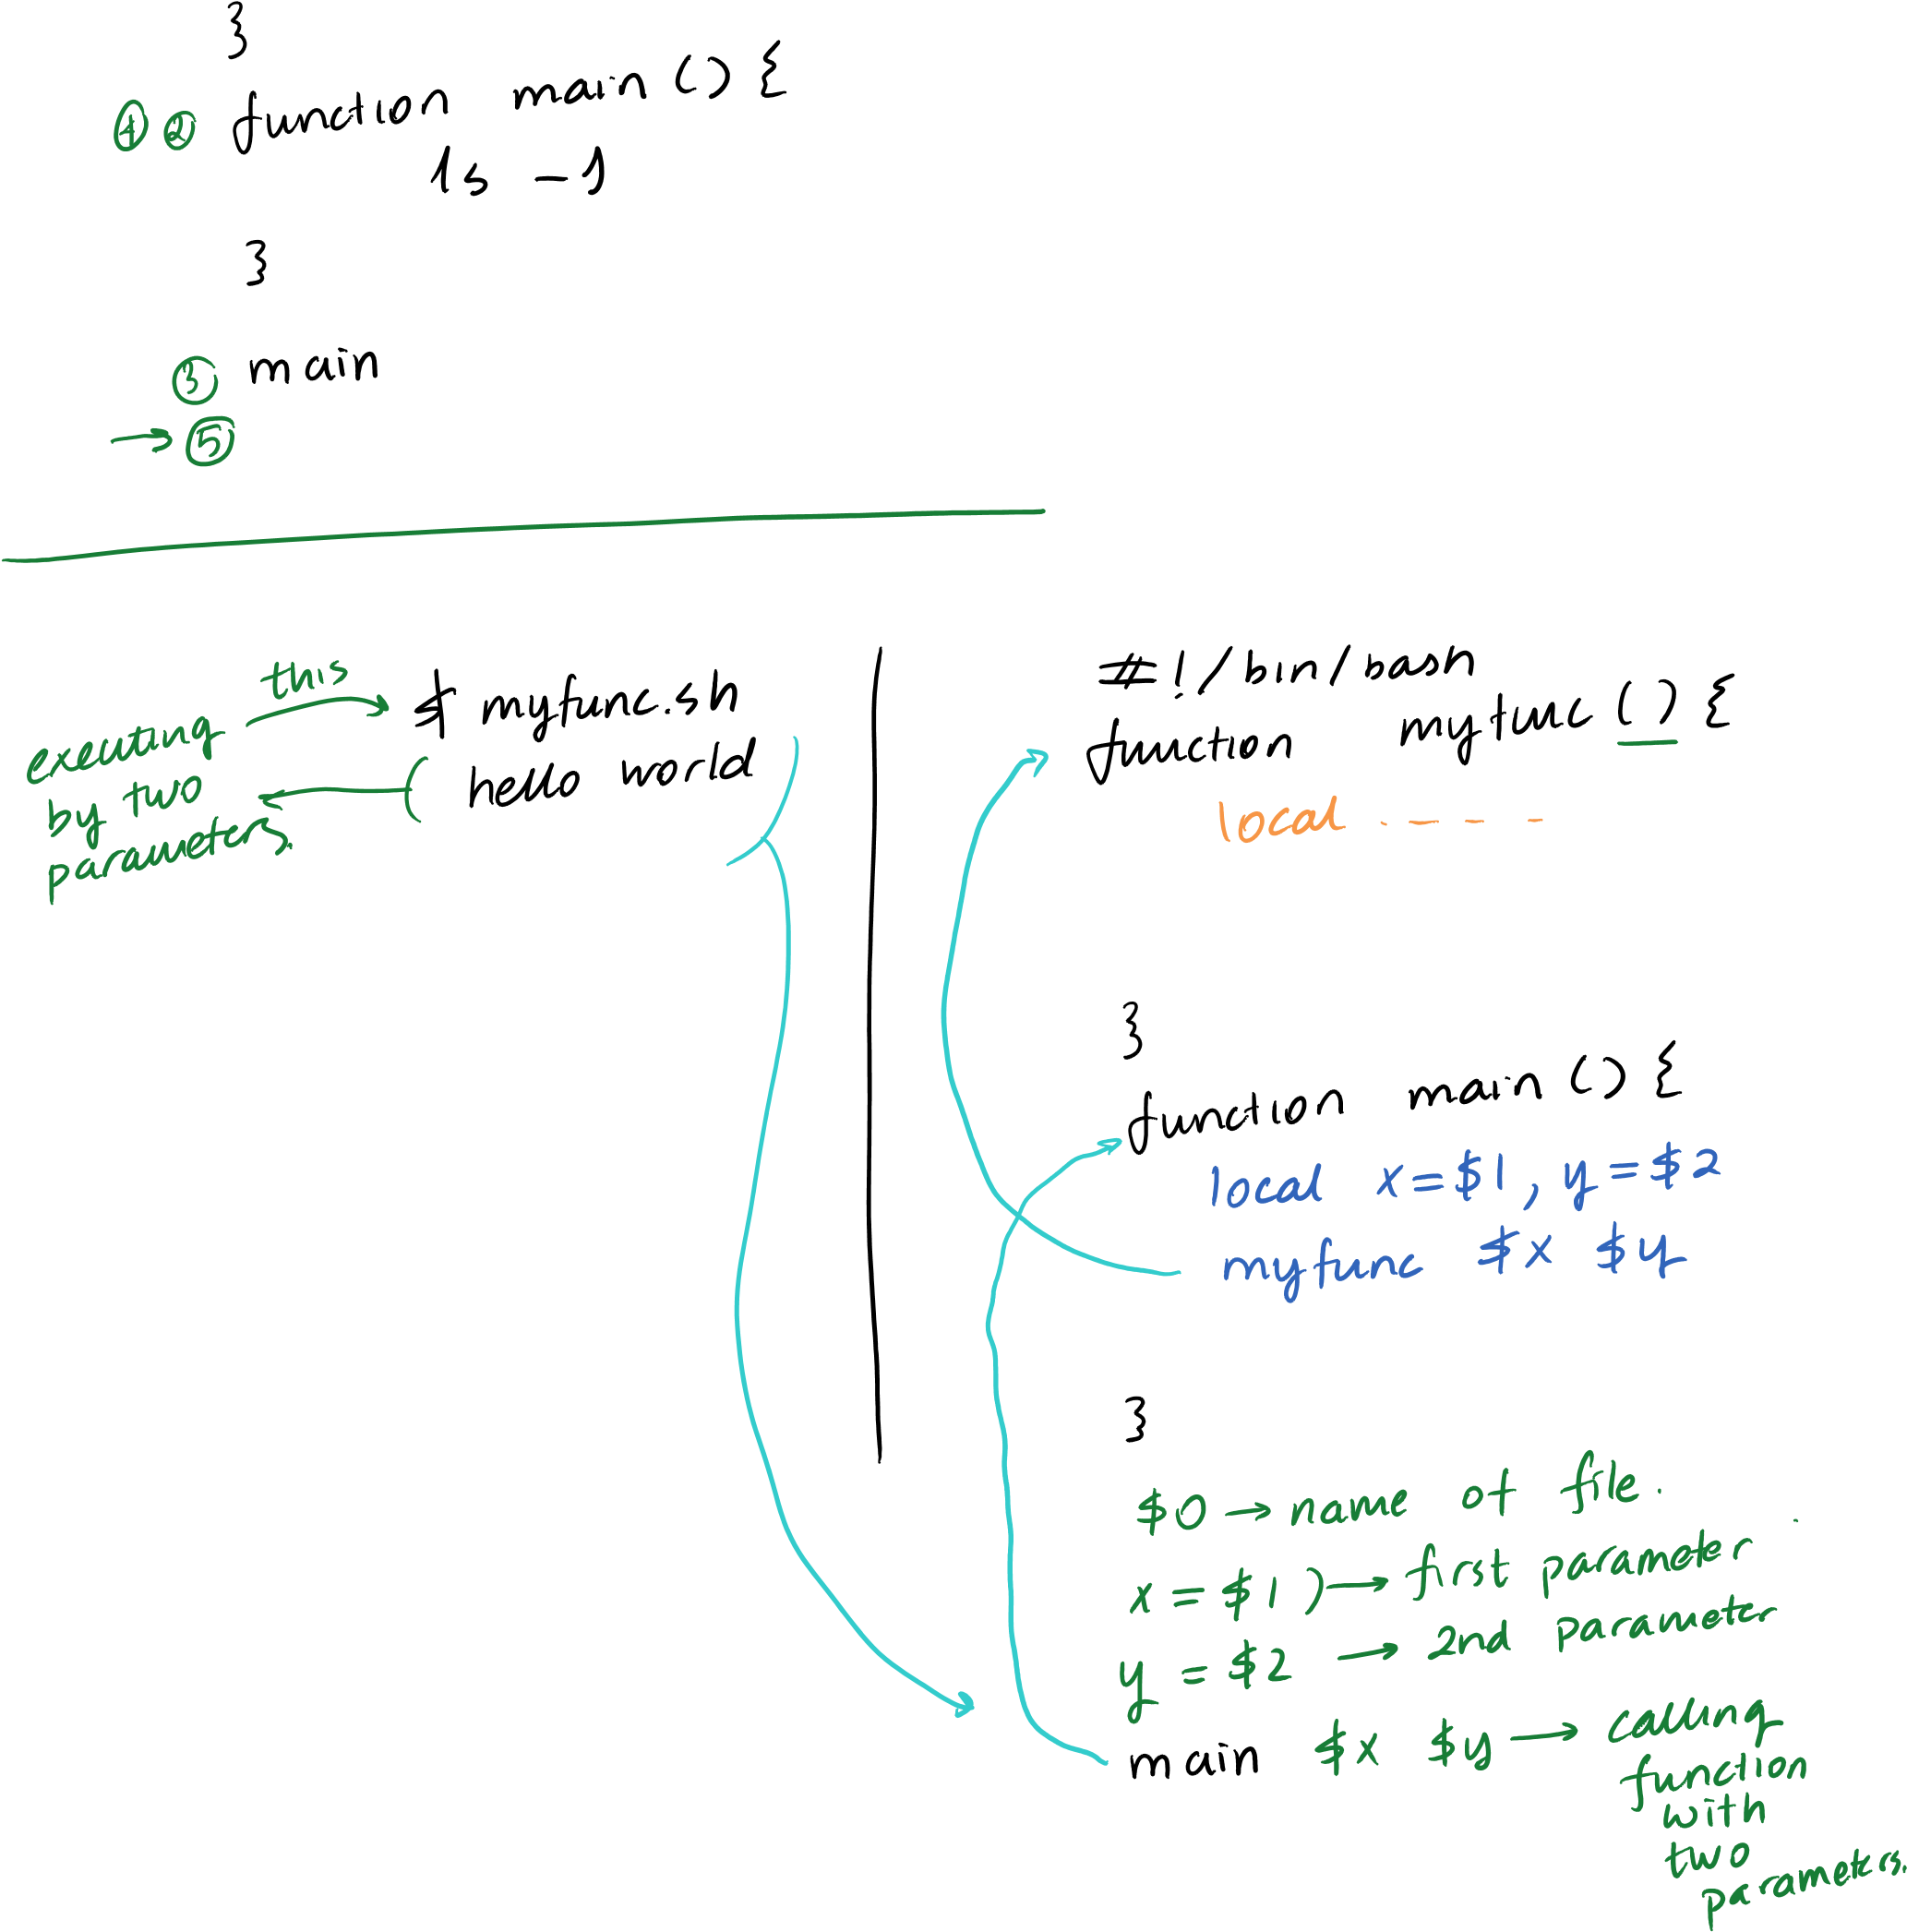 }
④ ② function main () {
ls -l
}
③ main
→ ⑤
this
executing
by two
parameters
$ myfunc.sh
hello world
#!/bin/bash
function myfunc () {
local - - - -
}
function main () {
local x=$1, y=$2
myfunc $x $y
}
$0 → name of file.
x = $1 ) → first parameter
y = $2 → 2nd parameter
main $x $y → calling
function
with
two
parameters.